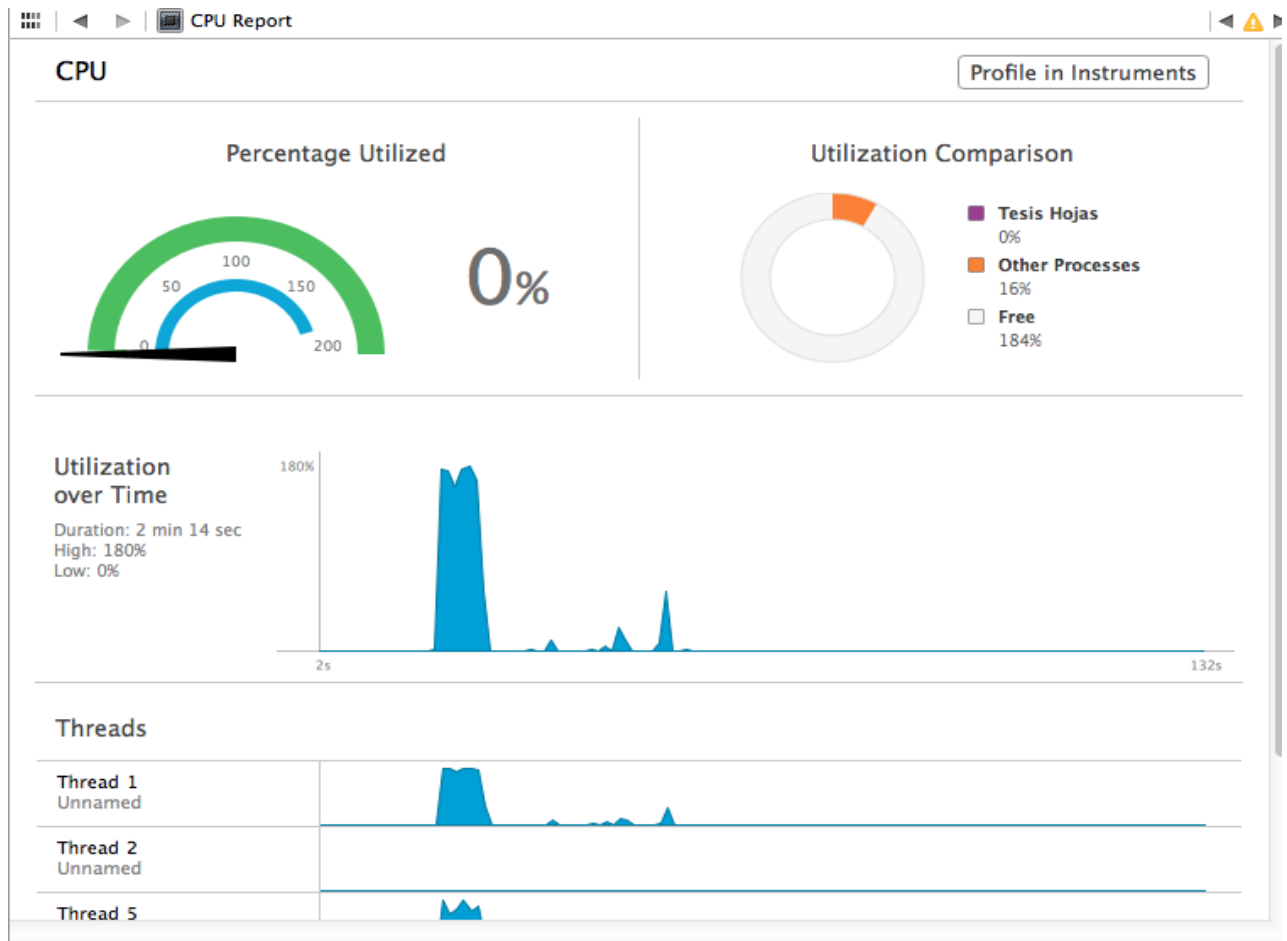 CPU Report
CPU
Profile in Instruments
Percentage Utilized
0
50
100
150
200
0%
Utilization Comparison
Tesis Hojas
0%
Other Processes
16%
Free
184%
Utilization
over Time
Duration: 2 min 14 sec
High: 180%
Low: 0%
180%
2s
132s
Threads
Thread 1
Unnamed
Thread 2
Unnamed
Thread 5